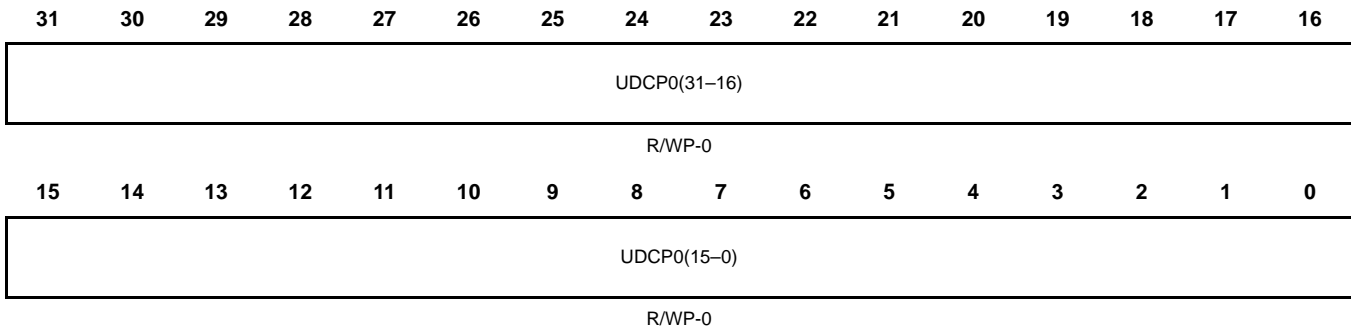 31 30 29 28 27 26 25 24 23 22 21 20 19 18 17 16
UDCP0(31–16)
R/WP-0
15 14 13 12 11 10 9 8 7 6 5 4 3 2 1 0
UDCP0(15–0)
R/WP-0